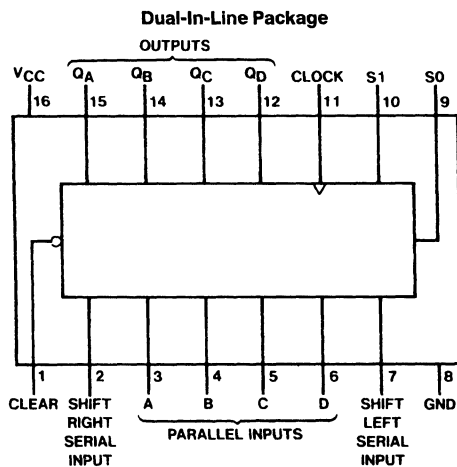 Dual-In-Line Package
OUTPUTS
VCC QA QB QC QD CLOCK S1 S0
16 15 14 13 12 11 10 9
1 2 3 4 5 6 7 8
CLEAR SHIFT A B C D SHIFT GND
RIGHT LEFT
SERIAL PARALLEL INPUTS SERIAL
INPUT INPUT